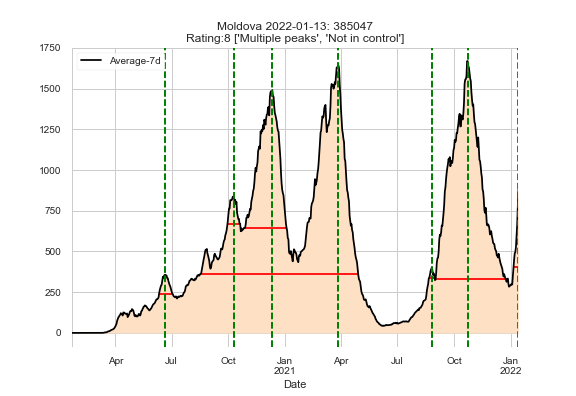 Moldova 2022-01-13: 385047
Rating:8 ['Multiple peaks', 'Not in control']
Average-7d
1750
1500
1250
1000
750
500
250
0
Apr Jul Oct Jan Apr Jul Oct Jan
2021 2022
Date